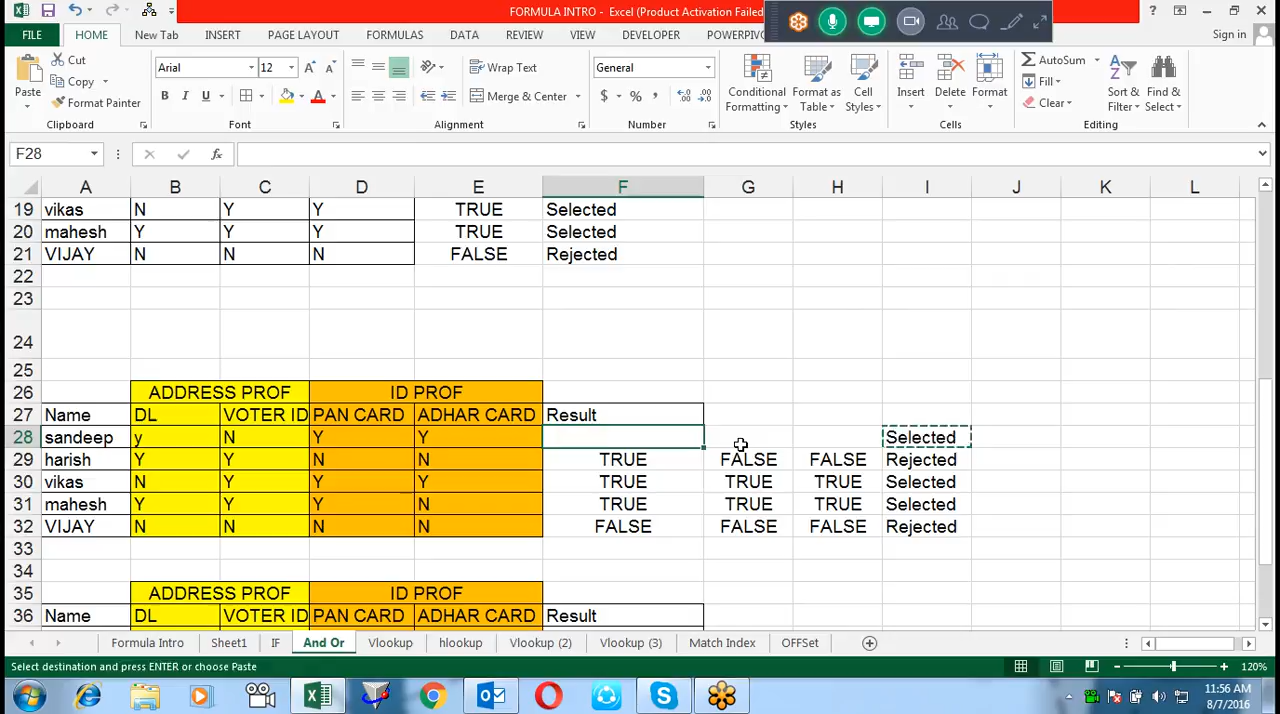 FORMULA INTRO - Excel (Product Activation Failed
FILE HOME New Tab INSERT PAGE LAYOUT FORMULAS DATA REVIEW VIEW DEVELOPER POWERPIV Sign in
Paste Cut Copy Format Painter Clipboard
Arial 12 B I U A Font
Wrap Text Merge & Center Alignment
General $ % , Number
Conditional Formatting Format as Table Cell Styles Styles
Insert Delete Format Cells
AutoSum Fill Clear Sort & Filter Find & Select Editing
F28 fx
A B C D E F G H I J K L
19 vikas N Y Y TRUE Selected
20 mahesh Y Y Y TRUE Selected
21 VIJAY N N N FALSE Rejected
22
23
24
25
26 ADDRESS PROF ID PROF
27 Name DL VOTER ID PAN CARD ADHAR CARD Result
28 sandeep y N Y Y Selected
29 harish Y Y N N TRUE FALSE FALSE Rejected
30 vikas N Y Y Y TRUE TRUE TRUE Selected
31 mahesh Y Y Y N TRUE TRUE TRUE Selected
32 VIJAY N N N N FALSE FALSE FALSE Rejected
33
34
35 ADDRESS PROF ID PROF
36 Name DL VOTER ID PAN CARD ADHAR CARD Result
Formula Intro Sheet1 IF And Or Vlookup hlookup Vlookup (2) Vlookup (3) Match Index OFFSet
Select destination and press ENTER or choose Paste 120%
11:56 AM
8/7/2016